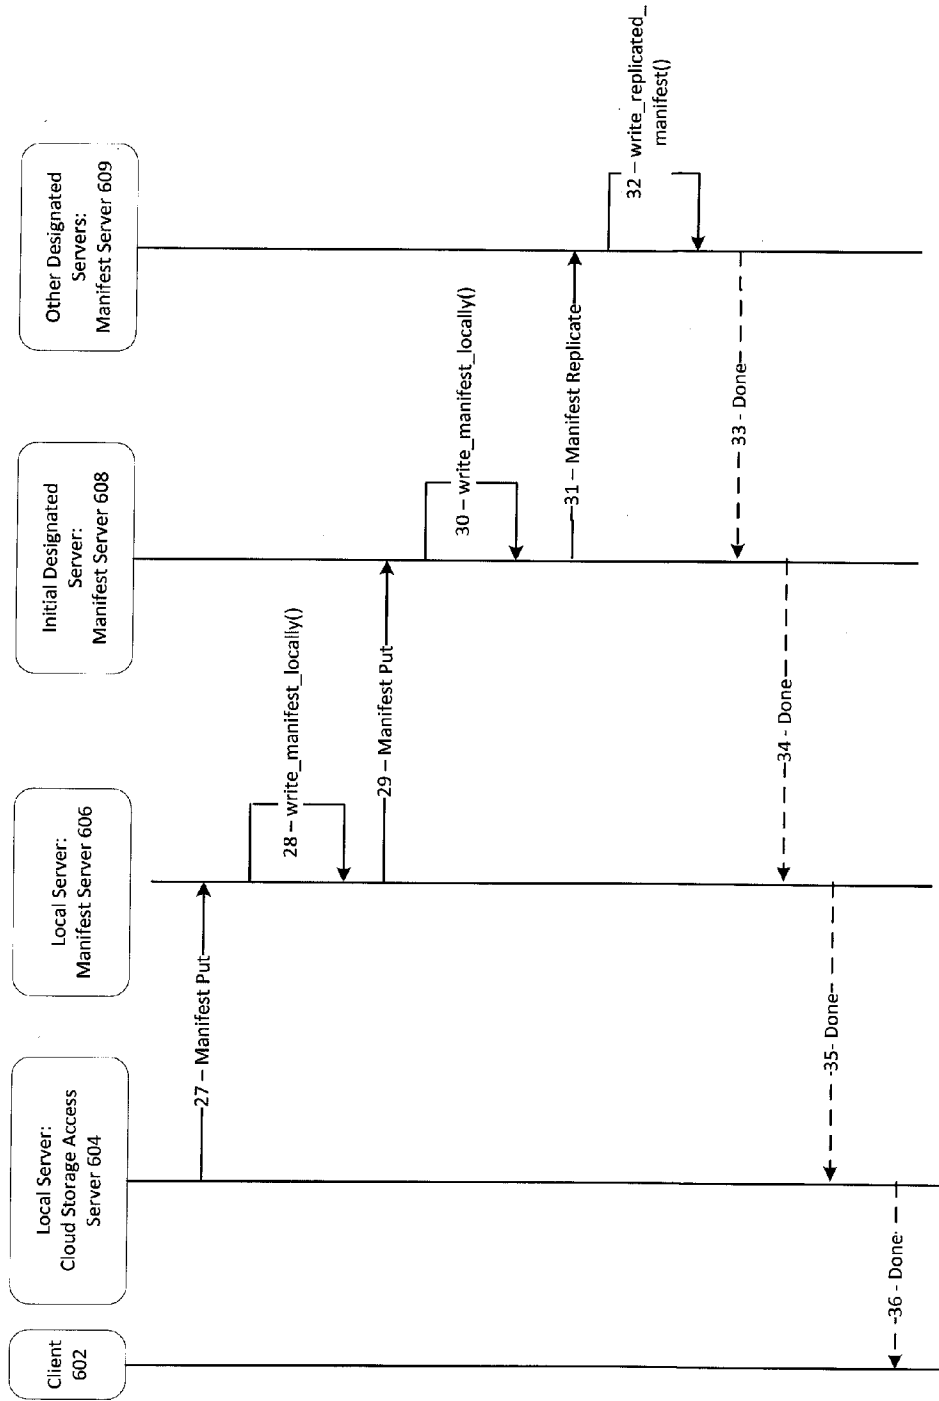 Client
602
Local Server:
Cloud Storage Access
Server 604
Local Server:
Manifest Server 606
Initial Designated
Server:
Manifest Server 608
Other Designated
Servers:
Manifest Server 609
27 – Manifest Put
28 – write_manifest_locally()
29 – Manifest Put
30 – write_manifest_locally()
31 – Manifest Replicate
32 – write_replicated_
manifest()
33 - Done
34 - Done
35 - Done
36 - Done